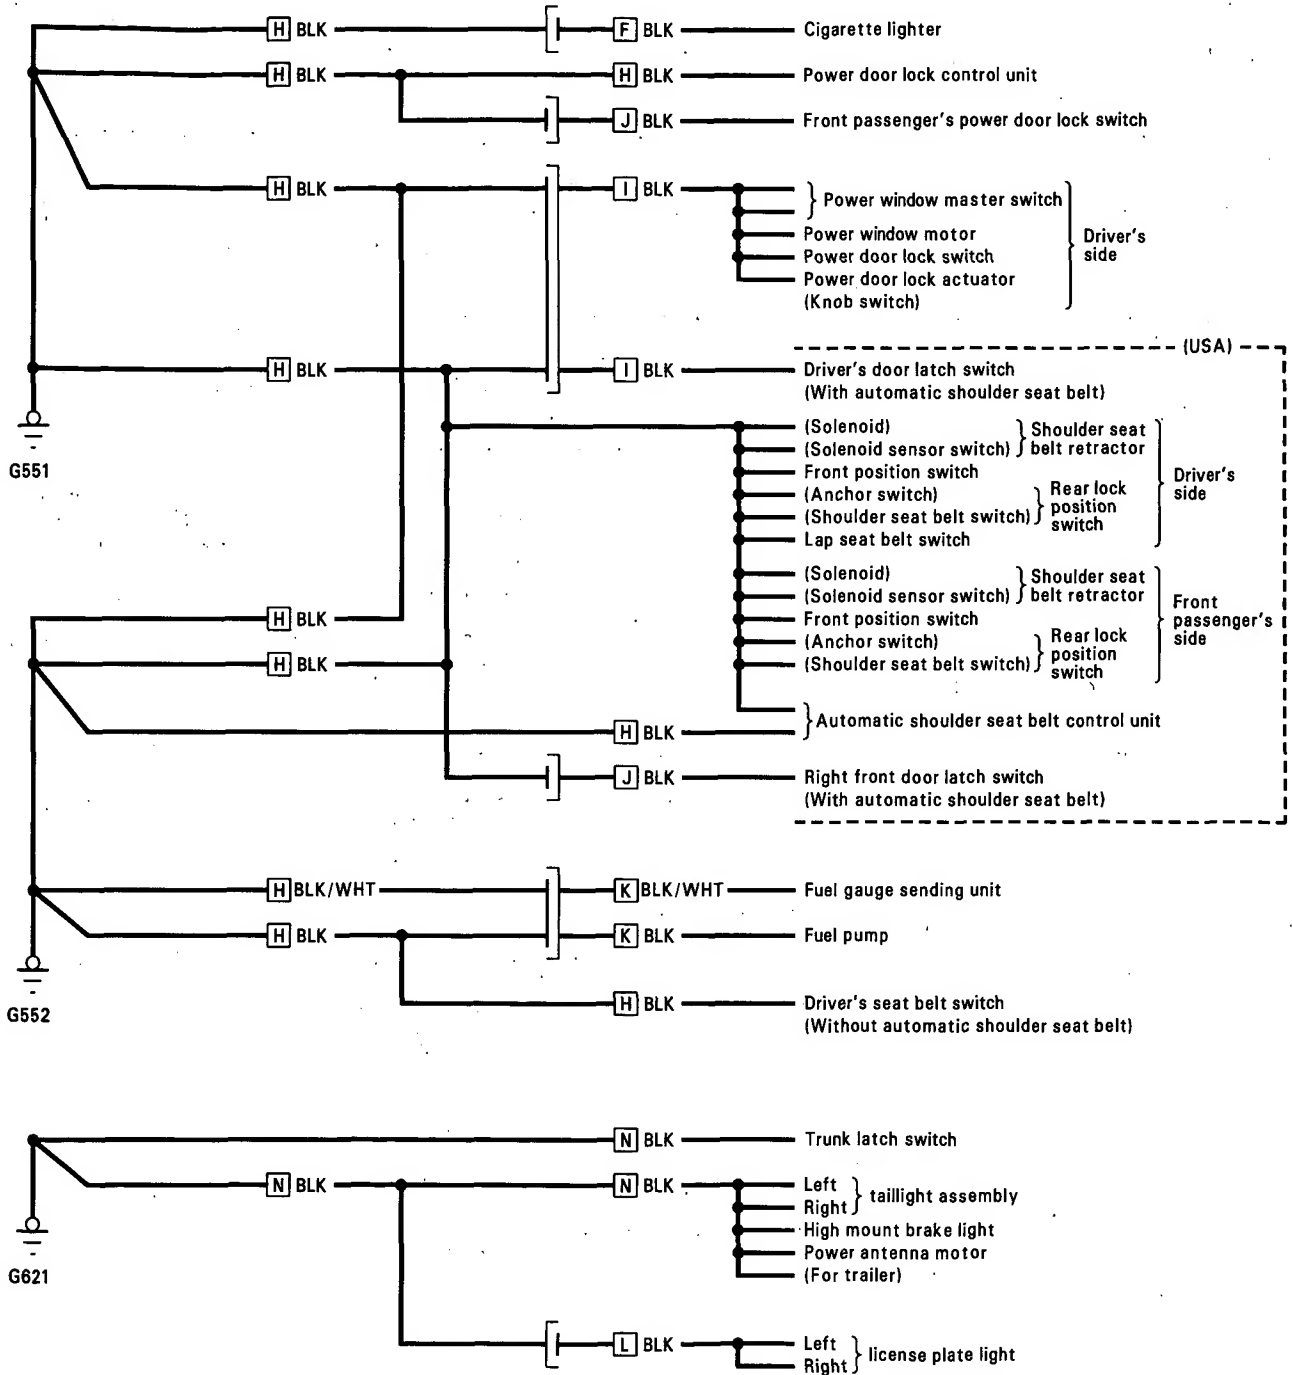 H BLK F BLK Cigarette lighter
H BLK H BLK Power door lock control unit
J BLK Front passenger's power door lock switch
H BLK I BLK
Power window master switch
Power window motor
Power door lock switch
Power door lock actuator
(Knob switch)
Driver's
side
(USA)
H BLK I BLK Driver's door latch switch
(With automatic shoulder seat belt)
G551
(Solenoid)
(Solenoid sensor switch)
Shoulder seat
belt retractor
Front position switch
(Anchor switch)
(Shoulder seat belt switch)
Rear lock
position
switch
Lap seat belt switch
Driver's
side
(Solenoid)
(Solenoid sensor switch)
Shoulder seat
belt retractor
H BLK
Front position switch
(Anchor switch)
H BLK
(Shoulder seat belt switch)
Rear lock
position
switch
Front
passenger's
side
H BLK
Automatic shoulder seat belt control unit
J BLK Right front door latch switch
(With automatic shoulder seat belt)
H BLK/WHT K BLK/WHT Fuel gauge sending unit
H BLK K BLK Fuel pump
G552
H BLK Driver's seat belt switch
(Without automatic shoulder seat belt)
N BLK Trunk latch switch
N BLK N BLK Left
Right
taillight assembly
High mount brake light
Power antenna motor
(For trailer)
G621
L BLK Left
Right
license plate light